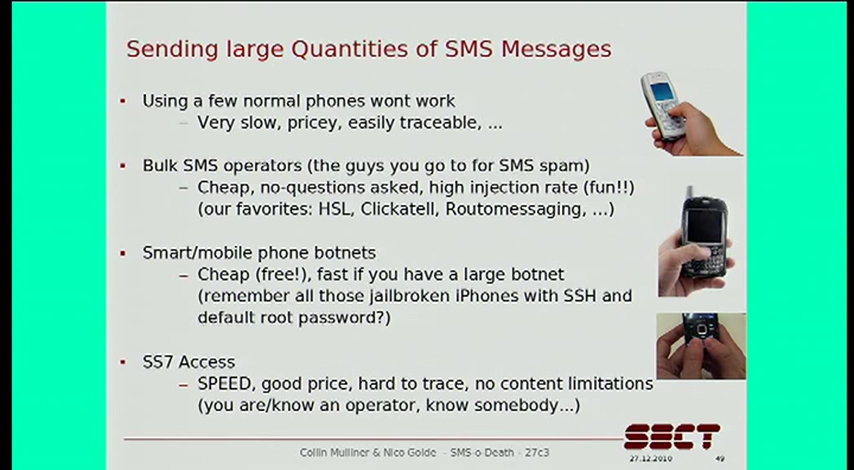 Sending large Quantities of SMS Messages
Using a few normal phones wont work
– Very slow, pricey, easily traceable, ...
Bulk SMS operators (the guys you go to for SMS spam)
– Cheap, no-questions asked, high injection rate (fun!!)
(our favorites: HSL, Clickatell, Routomessaging, ...)
Smart/mobile phone botnets
– Cheap (free!), fast if you have a large botnet
(remember all those jailbroken iPhones with SSH and
default root password?)
SS7 Access
– SPEED, good price, hard to trace, no content limitations
(you are/know an operator, know somebody...)
SECT
Collin Mulliner & Nico Golde - SMS-o-Death - 27c3
27.12.2010
49